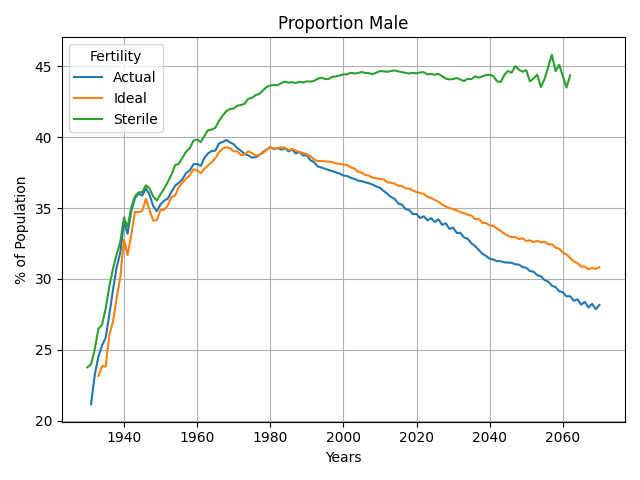 Proportion Male
Fertility
Actual
Ideal
Sterile
% of Population
45
40
35
30
25
20
1940 1960 1980 2000 2020 2040 2060
Years